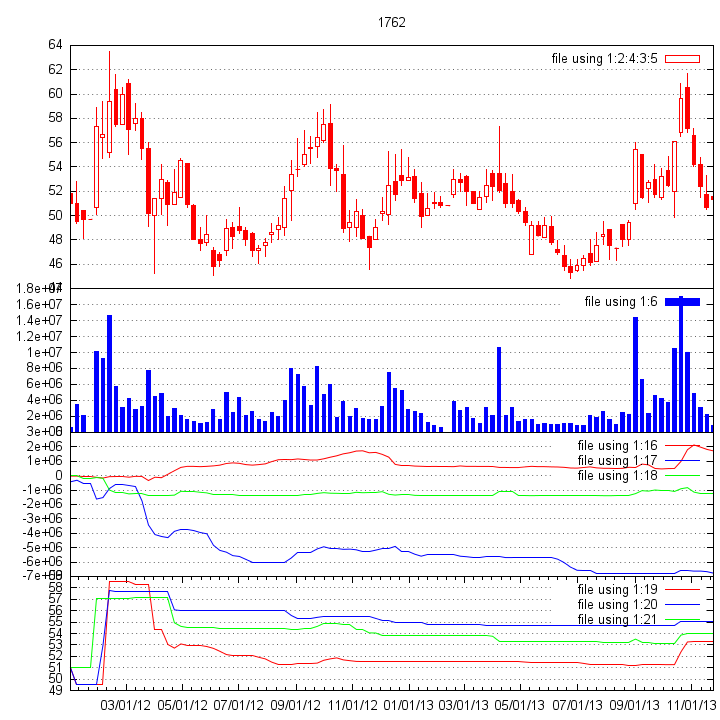 1762
64
file using 1:2:4:3:5
62
60
58
56
54
52
50
48
46
1.8e+07
file using 1:6
1.6e+07
1.4e+07
1.2e+07
1e+07
8e+06
6e+06
4e+06
2e+06
file using 1:16
2e+06
file using 1:17
1e+06
file using 1:18
0
-1e+06
-2e+06
-3e+06
-4e+06
-5e+06
-6e+06
-7e+06
file using 1:19
58
file using 1:20
57
file using 1:21
56
55
54
53
52
51
50
49
03/01/12 05/01/12 07/01/12 09/01/12 11/01/12 01/01/13 03/01/13 05/01/13 07/01/13 09/01/13 11/01/13